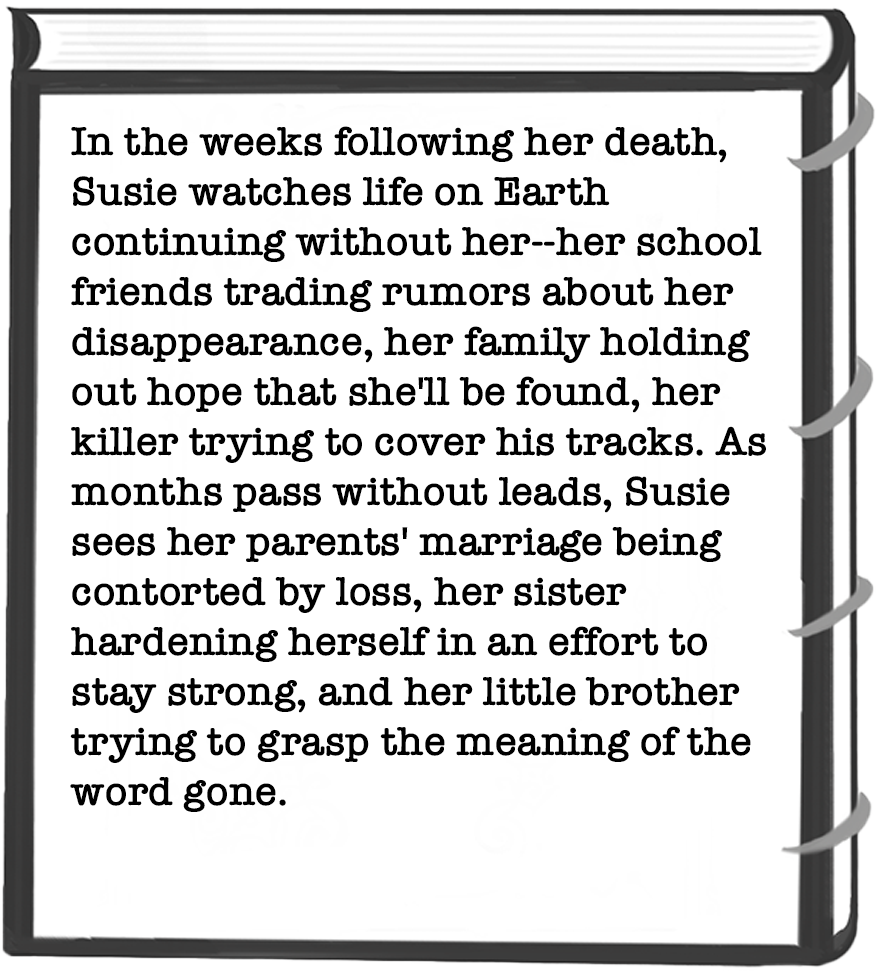 In the weeks following her death,
Susie watches life on Earth
continuing without her--her school
friends trading rumors about her
disappearance, her family holding
out hope that she'll be found, her
killer trying to cover his tracks. As
months pass without leads, Susie
sees her parents' marriage being
contorted by loss, her sister
hardening herself in an effort to
stay strong, and her little brother
trying to grasp the meaning of the
word gone.